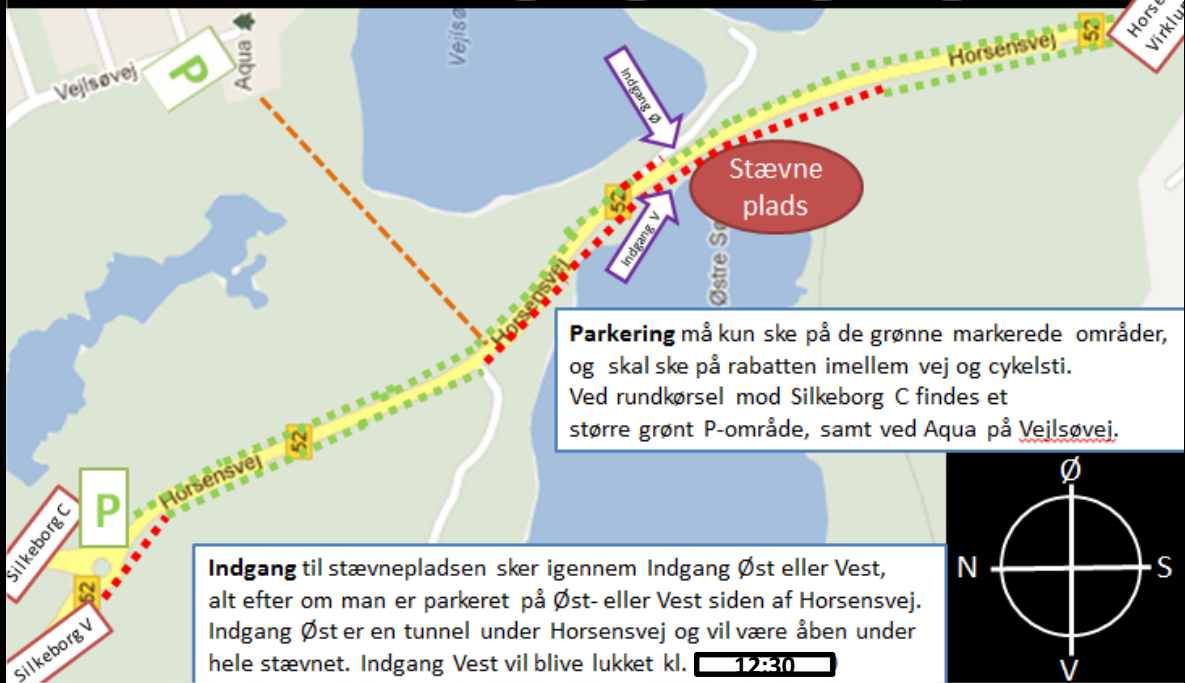 Vejlsøvej
P
Aqua
Vejlsø
52
Horsensvej
Horse
Virklun
Indgang Ø
Stævne
plads
52
Indgang V
Østre Sø
Horsensvej
Parkering må kun ske på de grønne markerede områder,
og skal ske på rabatten imellem vej og cykelsti.
Ved rundkørsel mod Silkeborg C findes et
større grønt P-område, samt ved Aqua på Vejlsøvej.
52
Horsensvej
P
Silkeborg C
52
Silkeborg V
Indgang til stævnepladsen sker igennem Indgang Øst eller Vest,
alt efter om man er parkeret på Øst- eller Vest siden af Horsensvej.
Indgang Øst er en tunnel under Horsensvej og vil være åben under
hele stævnet. Indgang Vest vil blive lukket kl. 12:30
Ø
N
S
V